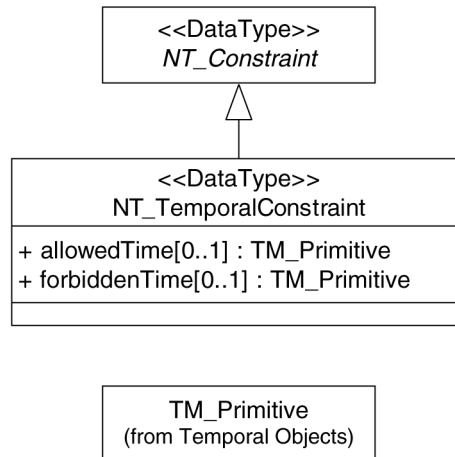 <<DataType>>
NT_Constraint
<<DataType>>
NT_TemporalConstraint
+ allowedTime[0..1] : TM_Primitive
+ forbiddenTime[0..1] : TM_Primitive
TM_Primitive
(from Temporal Objects)